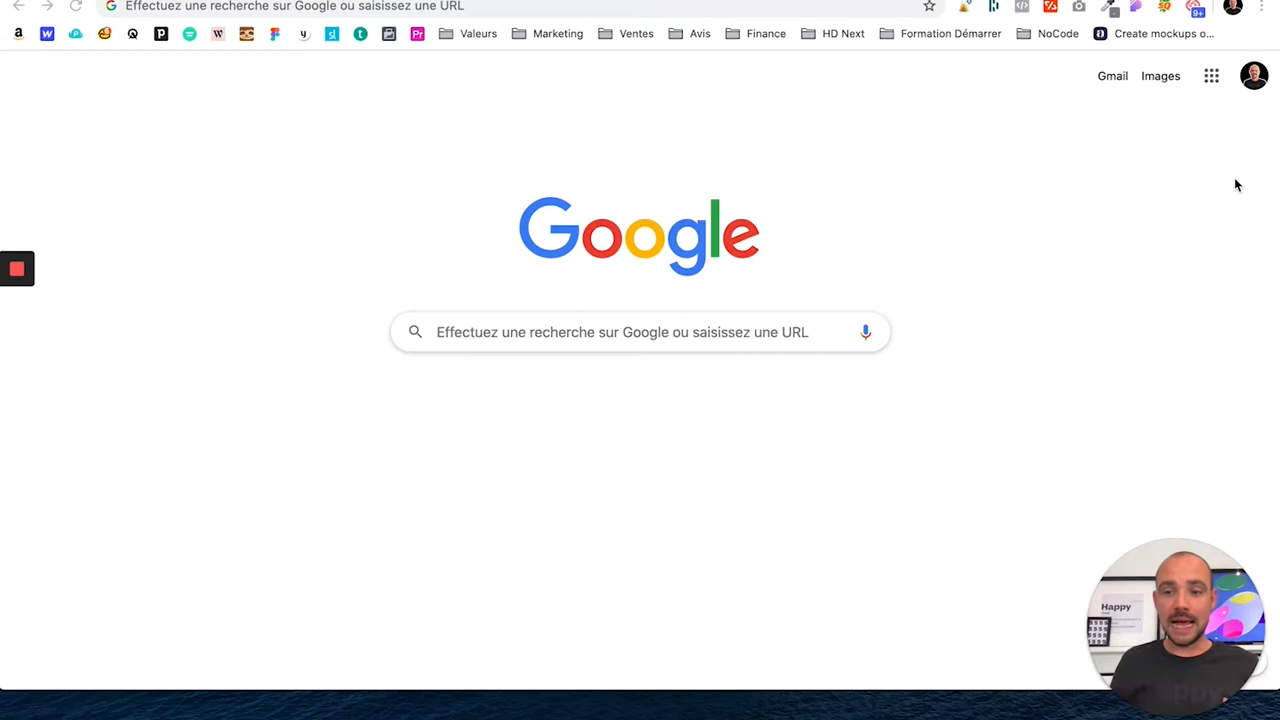 Effectuez une recherche sur Google ou saisissez une URL
9+
Valeurs Marketing Ventes Avis Finance HD Next Formation Démarrer NoCode Create mockups o...
Gmail Images
Google
Effectuez une recherche sur Google ou saisissez une URL
Happy